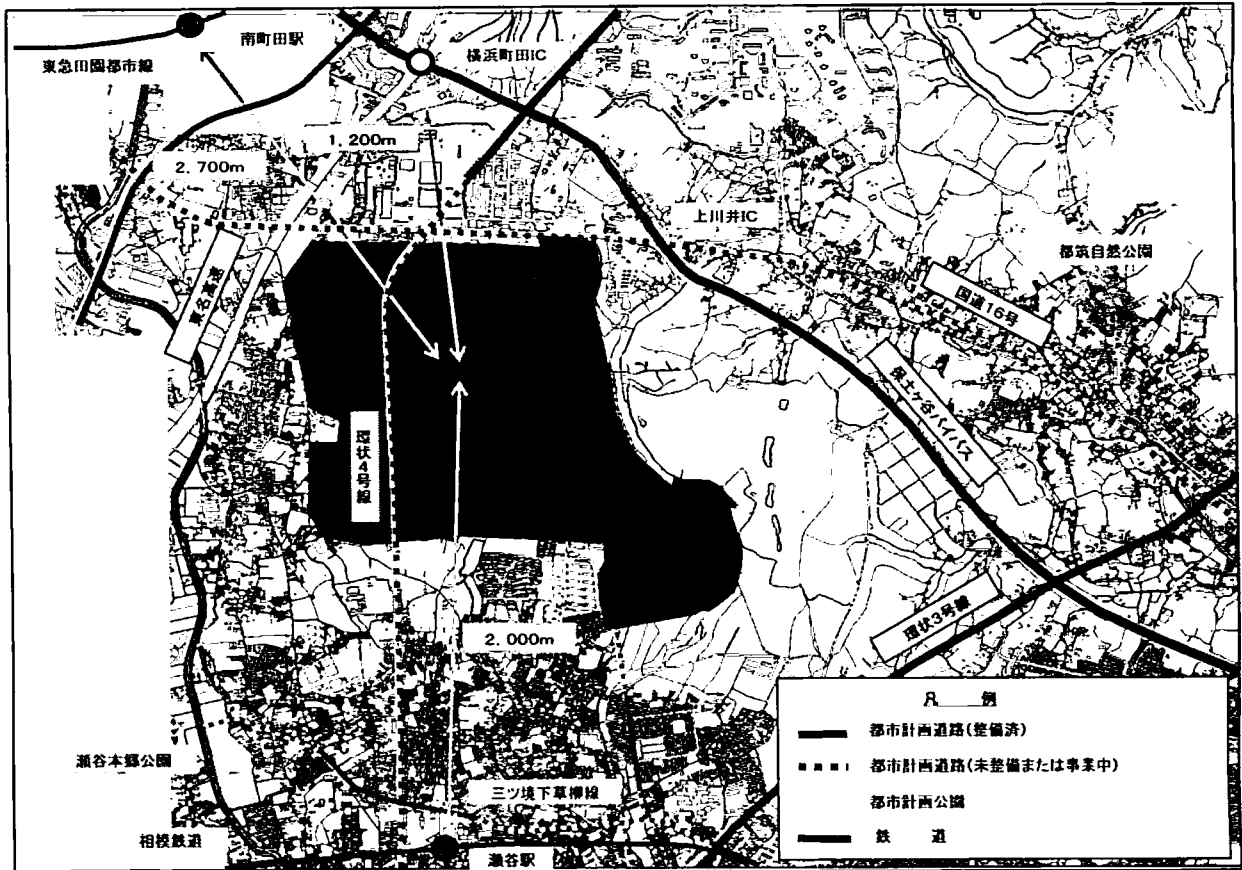 南町田駅
横浜町田IC
東急田園都市線
1,200m
2,700m
上川井IC
都筑自然公園
国道16号
東名高速
保土ヶ谷バイパス
環状4号線
環状3号線
2,000m
瀬谷本郷公園
三ツ境下草柳線
相模鉄道
瀬谷駅
凡 例
都市計画道路(整備済)
都市計画道路(未整備または事業中)
都市計画公園
鉄 道